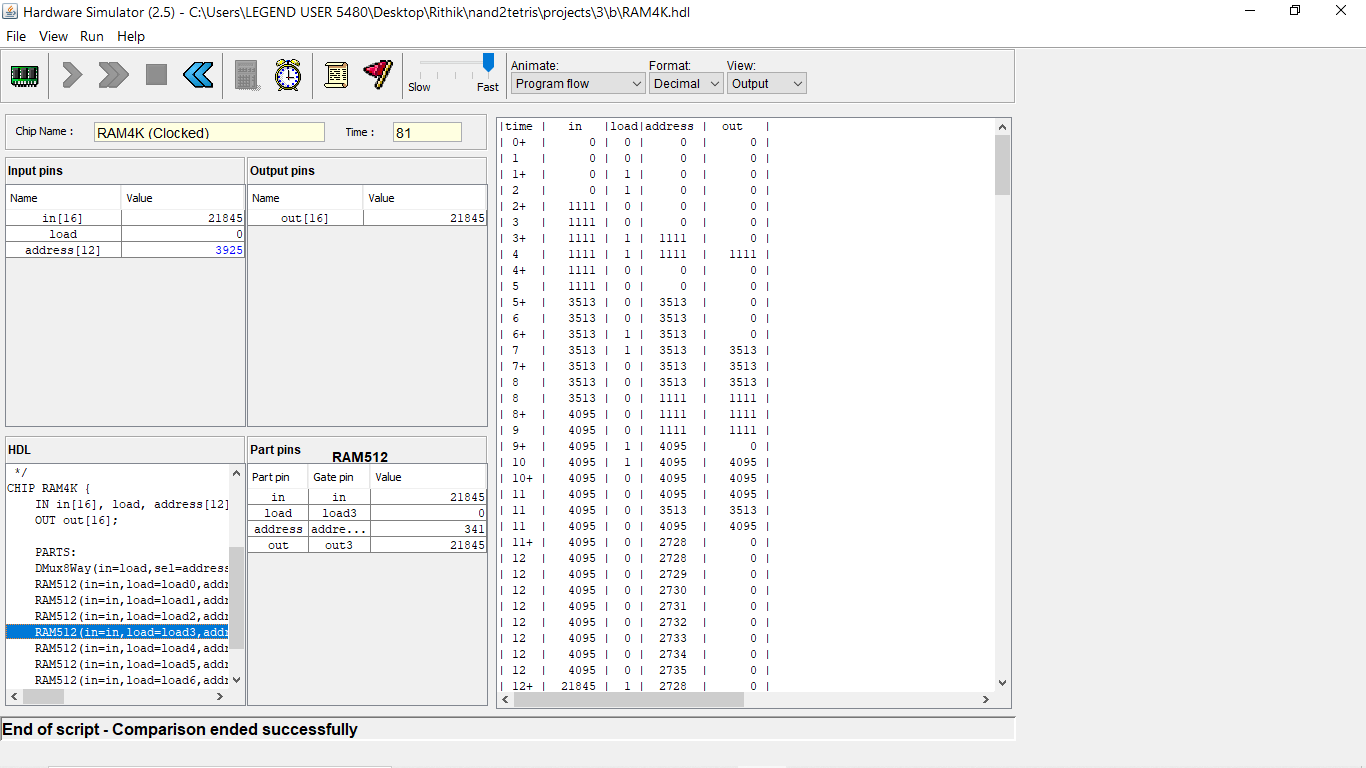 Hardware Simulator (2.5) - C:\Users\LEGEND USER 5480\Desktop\Rithik\nand2tetris\projects\3\b\RAM4K.hdl
File View Run Help
Slow Fast
Animate: Format: View:
Program flow Decimal Output
Chip Name : RAM4K (Clocked) Time : 81
Input pins
Name Value
in[16] 21845
load 0
address[12] 3925
Output pins
Name Value
out[16] 21845
HDL
*/
CHIP RAM4K {
IN in[16], load, address[12]
OUT out[16];
PARTS:
DMux8Way(in=load,sel=address
RAM512(in=in,load=load0,addr
RAM512(in=in,load=load1,addr
RAM512(in=in,load=load2,addr
RAM512(in=in,load=load3,addr
RAM512(in=in,load=load4,addr
RAM512(in=in,load=load5,addr
RAM512(in=in,load=load6,addr
Part pins RAM512
Part pin Gate pin Value
in in 21845
load load3 0
address addre... 341
out out3 21845
|time | in |load|address | out |
| 0+ | 0 | 0 | 0 | 0 |
| 1 | 0 | 0 | 0 | 0 |
| 1+ | 0 | 1 | 0 | 0 |
| 2 | 0 | 1 | 0 | 0 |
| 2+ | 1111 | 0 | 0 | 0 |
| 3 | 1111 | 0 | 0 | 0 |
| 3+ | 1111 | 1 | 1111 | 0 |
| 4 | 1111 | 1 | 1111 | 1111 |
| 4+ | 1111 | 0 | 0 | 0 |
| 5 | 1111 | 0 | 0 | 0 |
| 5+ | 3513 | 0 | 3513 | 0 |
| 6 | 3513 | 0 | 3513 | 0 |
| 6+ | 3513 | 1 | 3513 | 0 |
| 7 | 3513 | 1 | 3513 | 3513 |
| 7+ | 3513 | 0 | 3513 | 3513 |
| 8 | 3513 | 0 | 3513 | 3513 |
| 8 | 3513 | 0 | 1111 | 1111 |
| 8+ | 4095 | 0 | 1111 | 1111 |
| 9 | 4095 | 0 | 1111 | 1111 |
| 9+ | 4095 | 1 | 4095 | 0 |
| 10 | 4095 | 1 | 4095 | 4095 |
| 10+ | 4095 | 0 | 4095 | 4095 |
| 11 | 4095 | 0 | 4095 | 4095 |
| 11 | 4095 | 0 | 3513 | 3513 |
| 11 | 4095 | 0 | 4095 | 4095 |
| 11+ | 4095 | 0 | 2728 | 0 |
| 12 | 4095 | 0 | 2728 | 0 |
| 12 | 4095 | 0 | 2729 | 0 |
| 12 | 4095 | 0 | 2730 | 0 |
| 12 | 4095 | 0 | 2731 | 0 |
| 12 | 4095 | 0 | 2732 | 0 |
| 12 | 4095 | 0 | 2733 | 0 |
| 12 | 4095 | 0 | 2734 | 0 |
| 12 | 4095 | 0 | 2735 | 0 |
| 12+ | 21845 | 1 | 2728 | 0 |
End of script - Comparison ended successfully